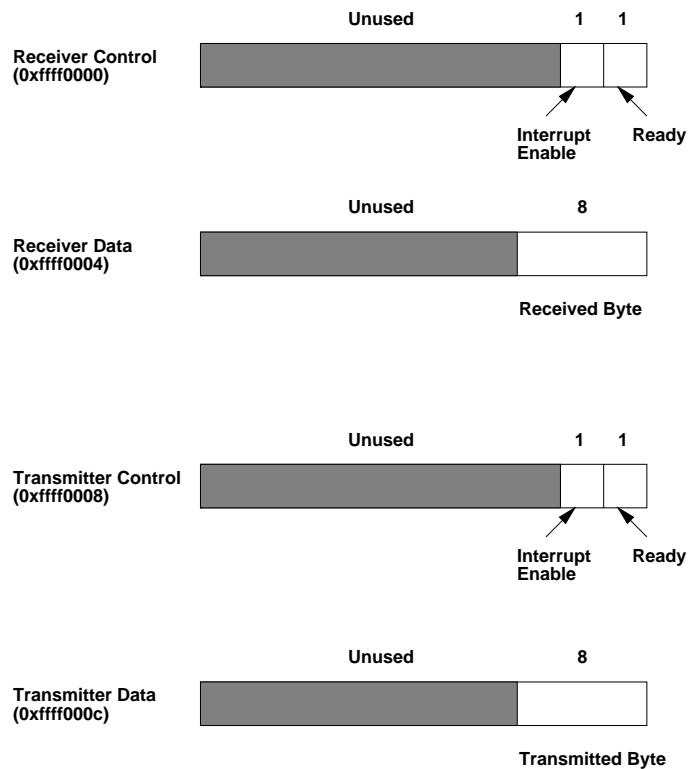 Unused 1 1
Receiver Control
(0xffff0000)
Interrupt Enable Ready
Unused 8
Receiver Data
(0xffff0004)
Received Byte
Unused 1 1
Transmitter Control
(0xffff0008)
Interrupt Enable Ready
Unused 8
Transmitter Data
(0xffff000c)
Transmitted Byte